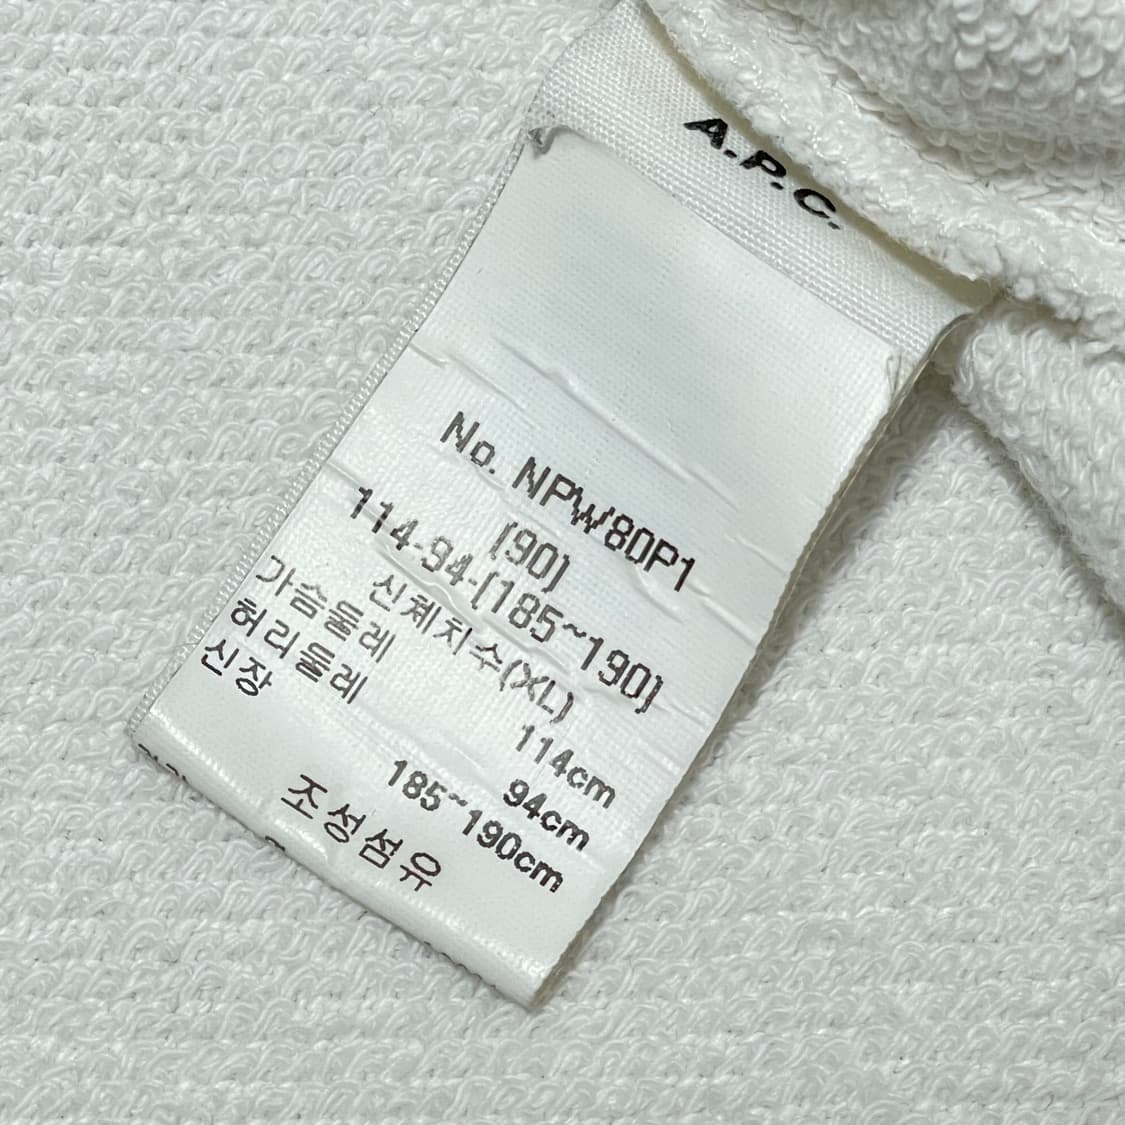 A.P.C.
No. NPW80P1
(90)
114-94-(185~190)
신체치수(XL)
가슴둘레 114cm
허리둘레 94cm
신장 185~190cm
조성섬유